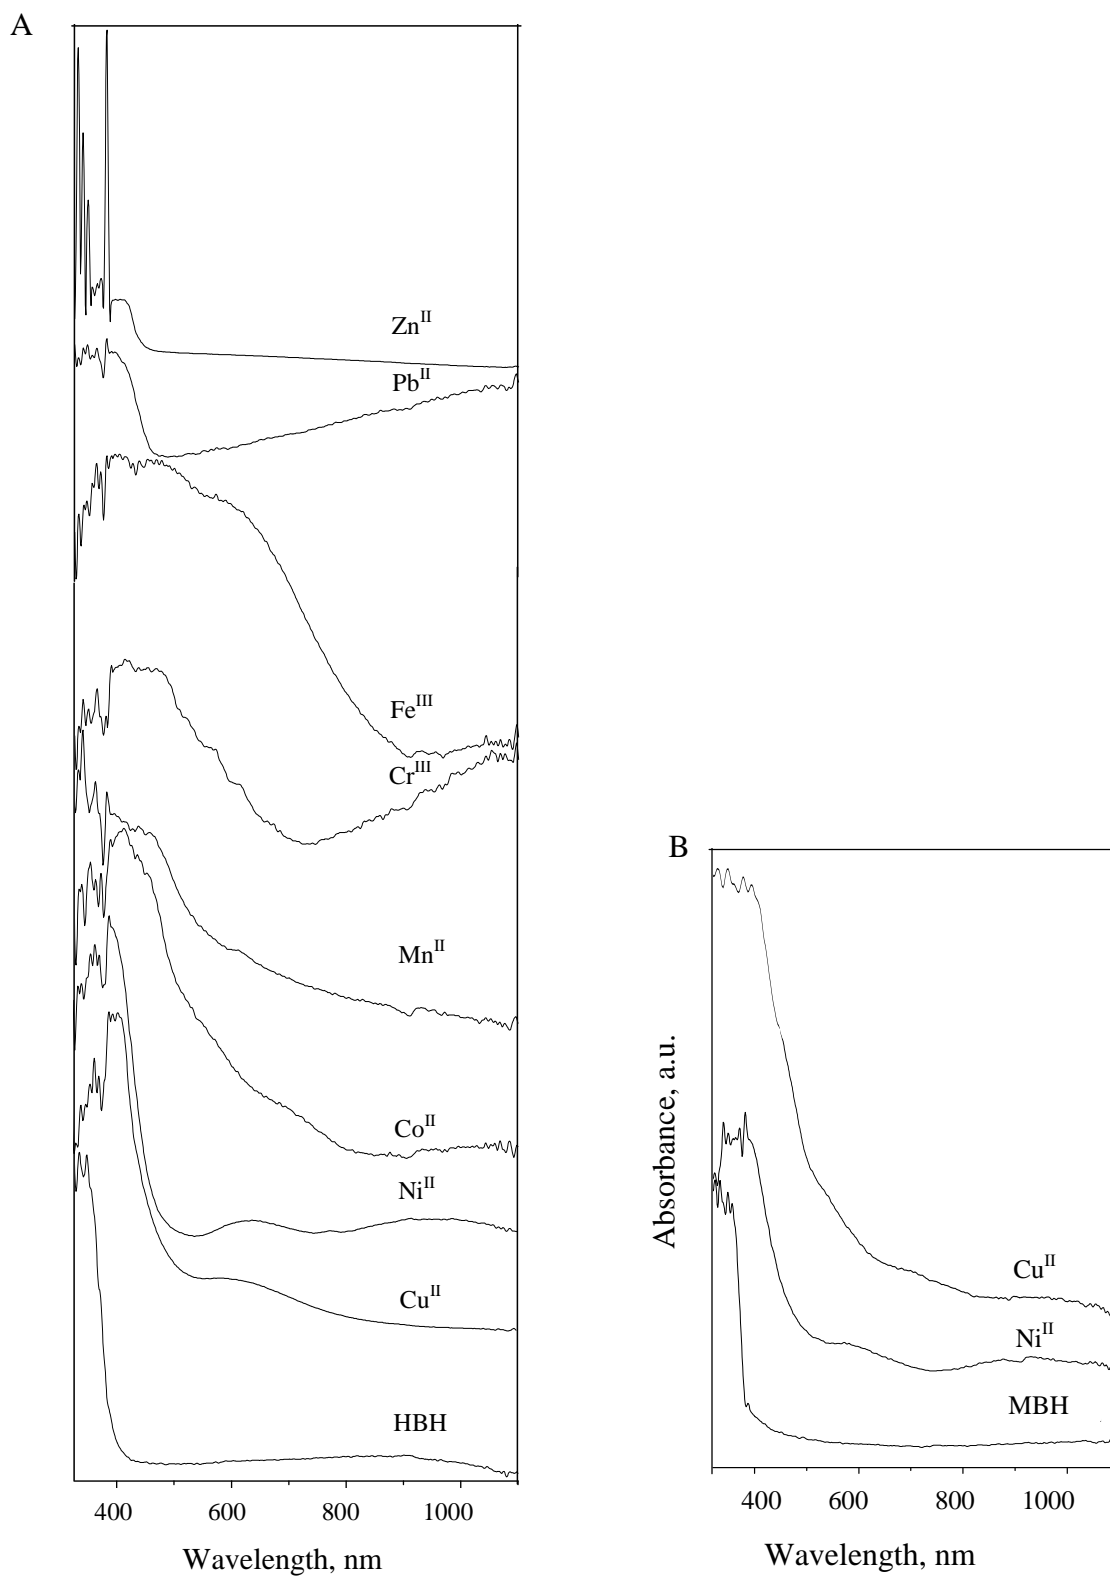 A
Zn^II
Pb^II
Fe^III
Cr^III
Mn^II
Co^II
Ni^II
Cu^II
HBH
400 600 800 1000
Wavelength, nm
B
Absorbance, a.u.
Cu^II
Ni^II
MBH
400 600 800 1000
Wavelength, nm